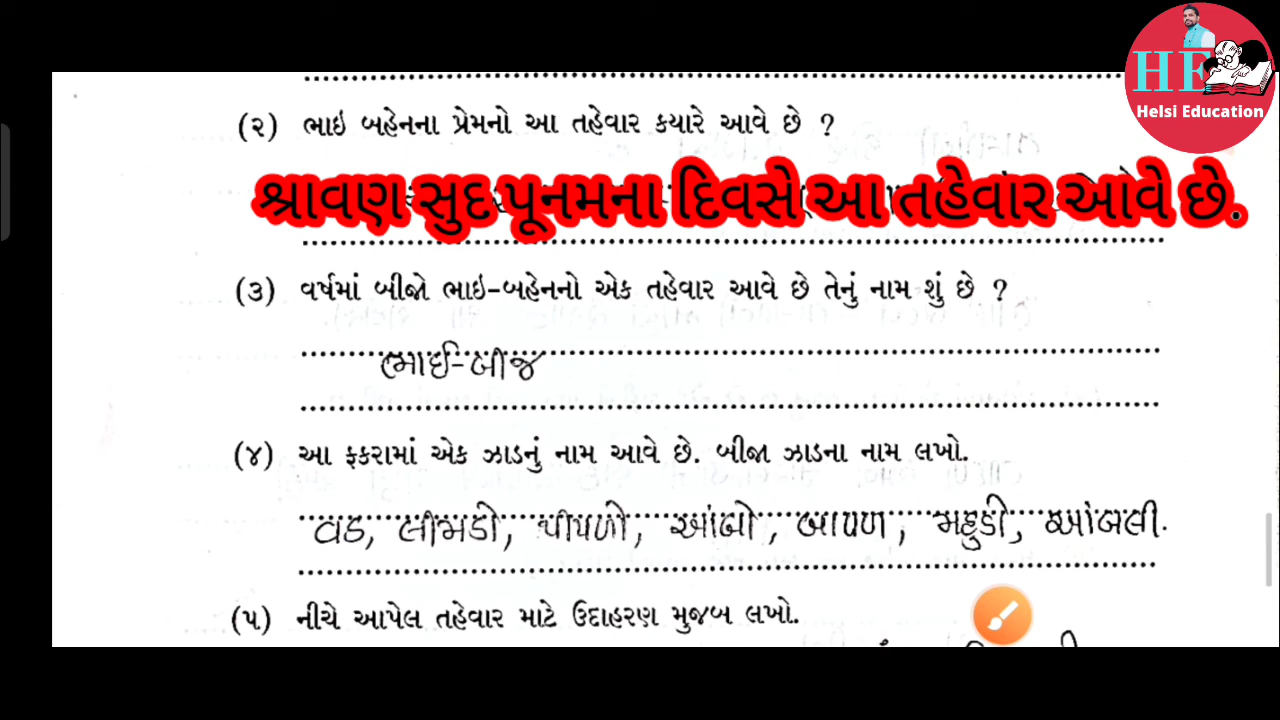 HE
Helsi Education
(૨) ભાઇ બહેનના પ્રેમનો આ તહેવાર કયારે આવે છે ?
શ્રાવણ સુદ પૂનમના દિવસે આ તહેવાર આવે છે.
(૩) વર્ષમાં બીજો ભાઇ-બહેનનો એક તહેવાર આવે છે તેનું નામ શું છે ?
ભાઈ-બીજ
(૪) આ ફકરામાં એક ઝાડનું નામ આવે છે. બીજા ઝાડના નામ લખો.
વડ, લીમડો, પીપળો, આંબો, બાવળ, મહુડી, આંબલી.
(૫) નીચે આપેલ તહેવાર માટે ઉદાહરણ મુજબ લખો.